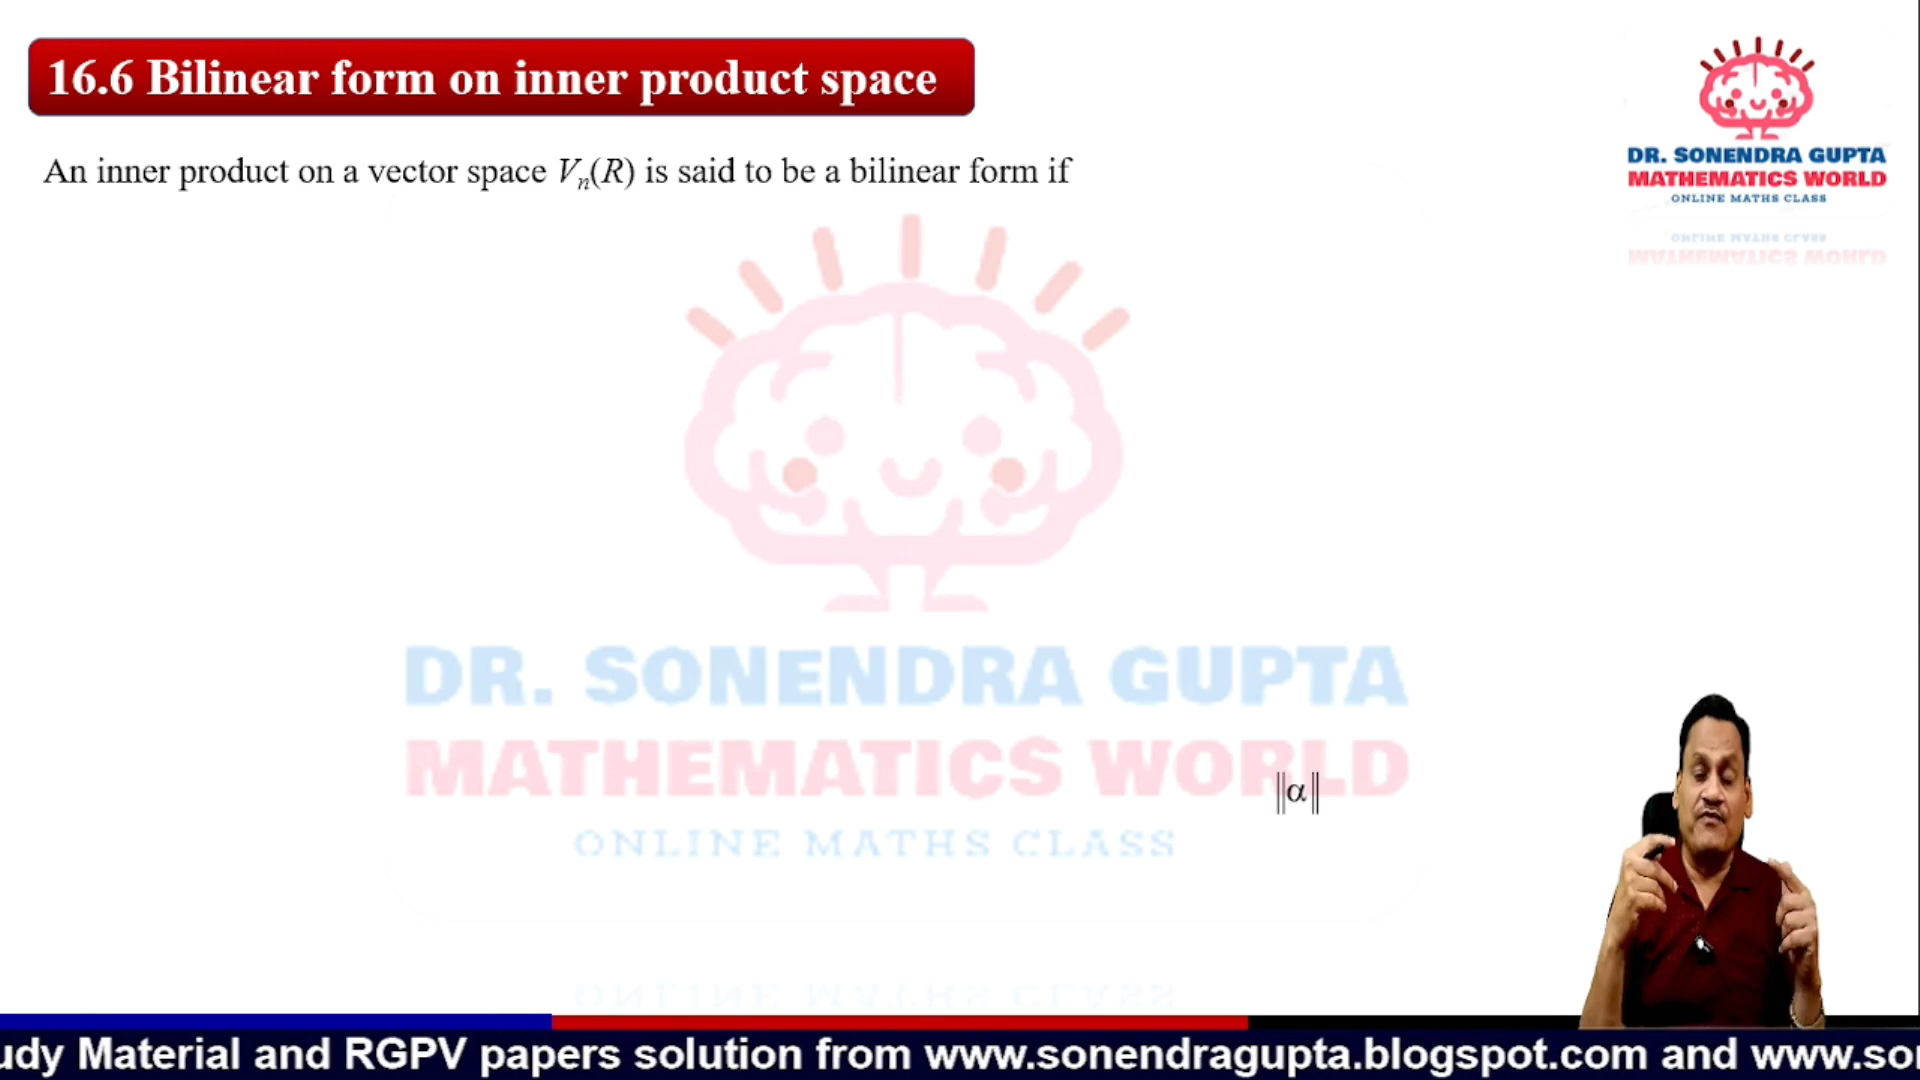 16.6 Bilinear form on inner product space
An inner product on a vector space Vn(R) is said to be a bilinear form if
DR. SONENDRA GUPTA
MATHEMATICS WORLD
ONLINE MATHS CLASS
DR. SONENDRA GUPTA
MATHEMATICS WORLD
‖α‖
ONLINE MATHS CLASS
udy Material and RGPV papers solution from www.sonendragupta.blogspot.com and www.so